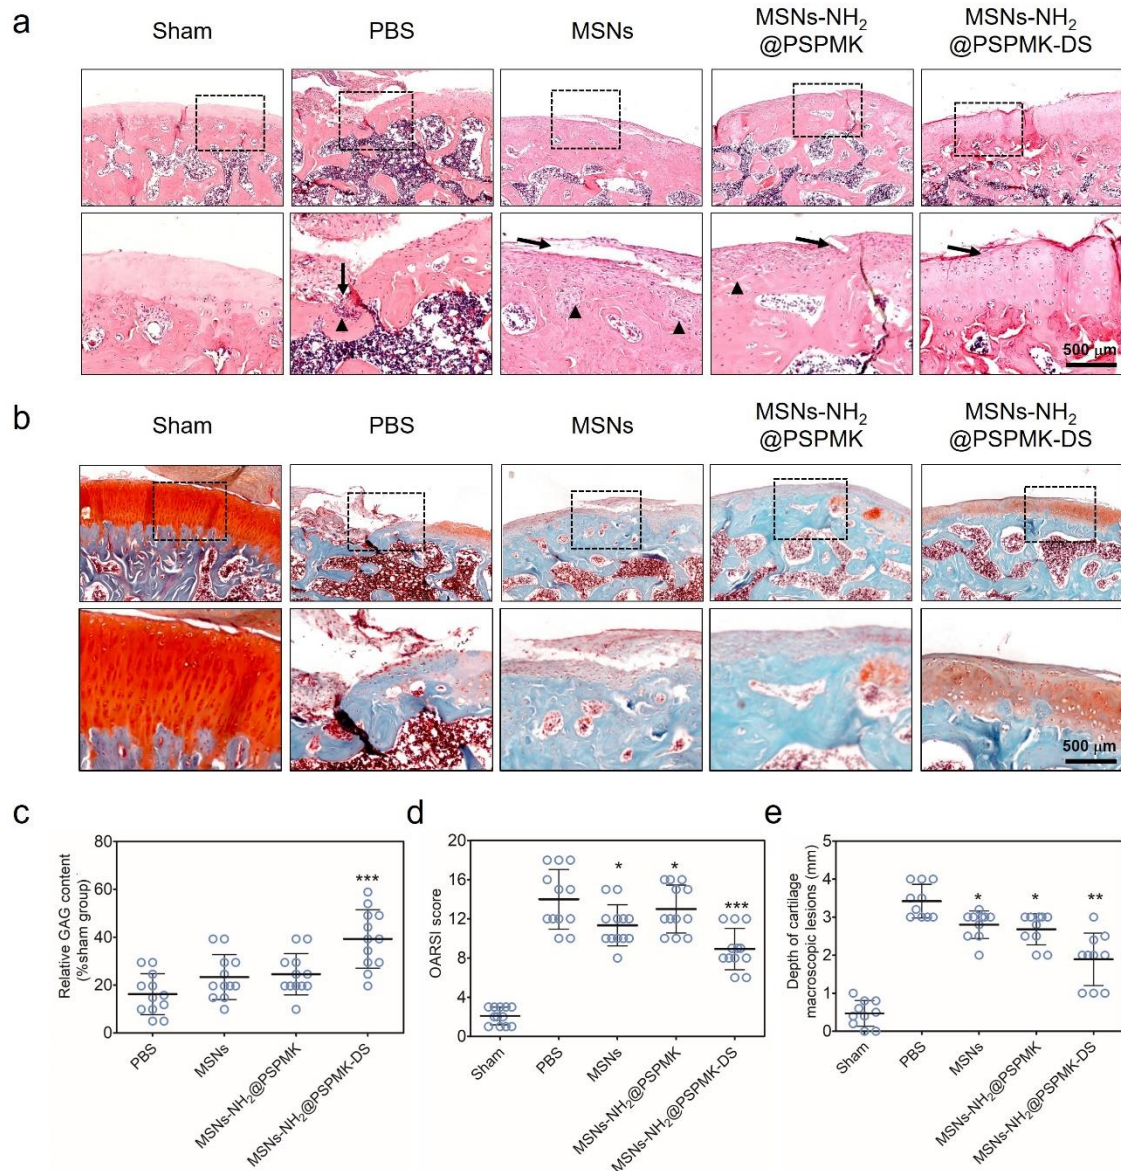 a
Sham
PBS
MSNs
MSNs-NH2
@PSPMK
MSNs-NH2
@PSPMK-DS
500 μm
b
Sham
PBS
MSNs
MSNs-NH2
@PSPMK
MSNs-NH2
@PSPMK-DS
500 μm
c
Relative GAG content
(%sham group)
80
60
40
20
0
***
PBS
MSNs
MSNs-NH2@PSPMK
MSNs-NH2@PSPMK-DS
d
OARSI score
20
16
12
8
4
0
*
*
***
Sham
PBS
MSNs
MSNs-NH2@PSPMK
MSNs-NH2@PSPMK-DS
e
Depth of cartilage
macroscopic lesions (mm)
5
4
3
2
1
0
*
*
**
Sham
PBS
MSNs
MSNs-NH2@PSPMK
MSNs-NH2@PSPMK-DS